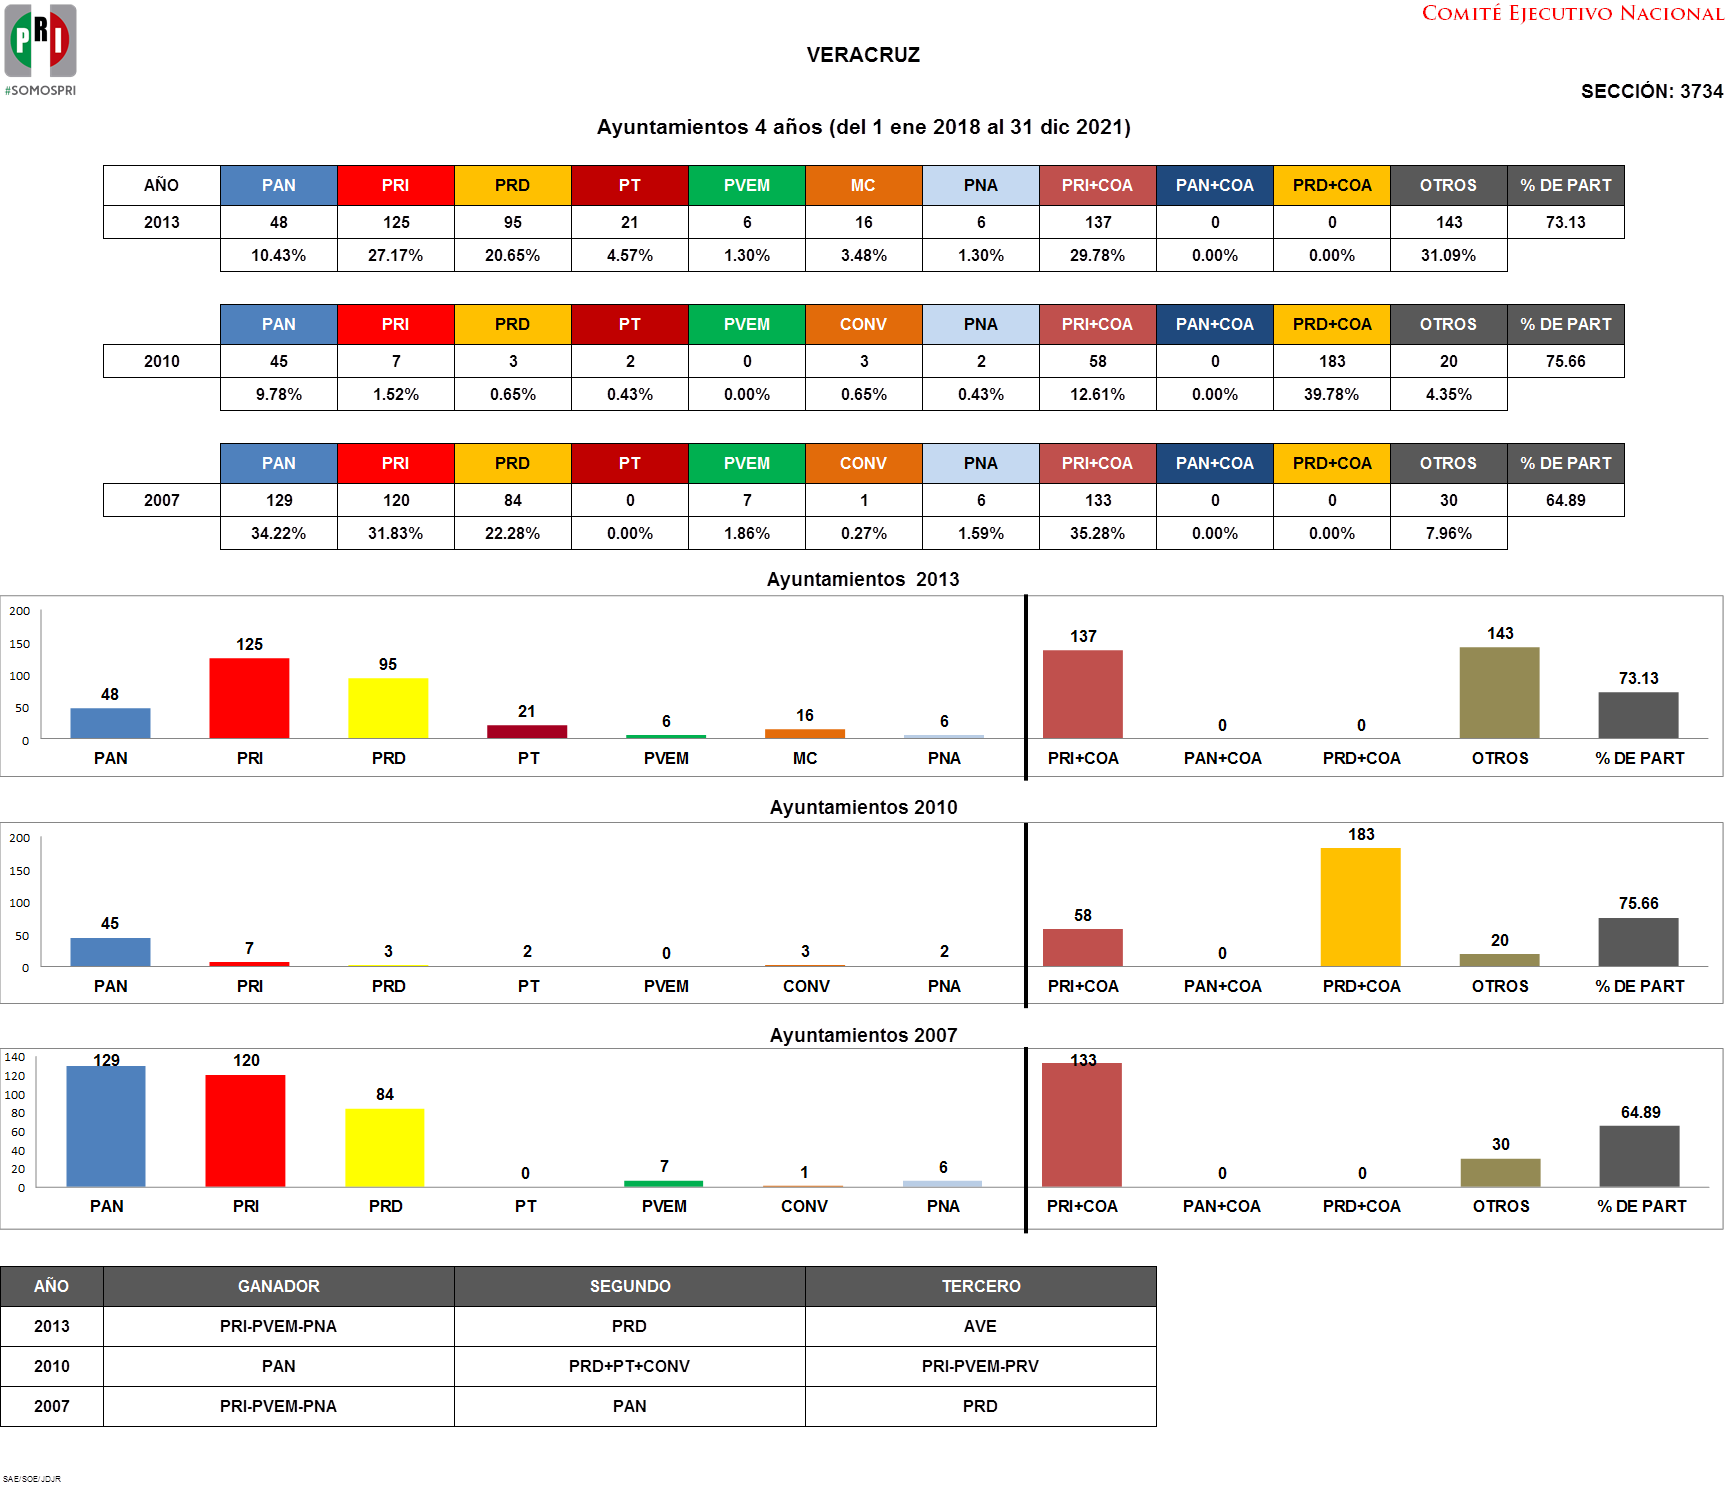 PRI
#SOMOSPRI
COMITÉ EJECUTIVO NACIONAL
VERACRUZ
SECCIÓN: 3734
Ayuntamientos 4 años (del 1 ene 2018 al 31 dic 2021)
AÑO PAN PRI PRD PT PVEM MC PNA PRI+COA PAN+COA PRD+COA OTROS % DE PART
2013 48 125 95 21 6 16 6 137 0 0 143 73.13
10.43% 27.17% 20.65% 4.57% 1.30% 3.48% 1.30% 29.78% 0.00% 0.00% 31.09%
PAN PRI PRD PT PVEM CONV PNA PRI+COA PAN+COA PRD+COA OTROS % DE PART
2010 45 7 3 2 0 3 2 58 0 183 20 75.66
9.78% 1.52% 0.65% 0.43% 0.00% 0.65% 0.43% 12.61% 0.00% 39.78% 4.35%
PAN PRI PRD PT PVEM CONV PNA PRI+COA PAN+COA PRD+COA OTROS % DE PART
2007 129 120 84 0 7 1 6 133 0 0 30 64.89
34.22% 31.83% 22.28% 0.00% 1.86% 0.27% 1.59% 35.28% 0.00% 0.00% 7.96%
Ayuntamientos 2013
200
150
100
50
0
48 125 95 21 6 16 6 137 0 0 143 73.13
PAN PRI PRD PT PVEM MC PNA PRI+COA PAN+COA PRD+COA OTROS % DE PART
Ayuntamientos 2010
200
150
100
50
0
45 7 3 2 0 3 2 58 0 183 20 75.66
PAN PRI PRD PT PVEM CONV PNA PRI+COA PAN+COA PRD+COA OTROS % DE PART
Ayuntamientos 2007
140
120
100
80
60
40
20
0
129 120 84 0 7 1 6 133 0 0 30 64.89
PAN PRI PRD PT PVEM CONV PNA PRI+COA PAN+COA PRD+COA OTROS % DE PART
AÑO GANADOR SEGUNDO TERCERO
2013 PRI-PVEM-PNA PRD AVE
2010 PAN PRD+PT+CONV PRI-PVEM-PRV
2007 PRI-PVEM-PNA PAN PRD
SAE/SOE/JDJR